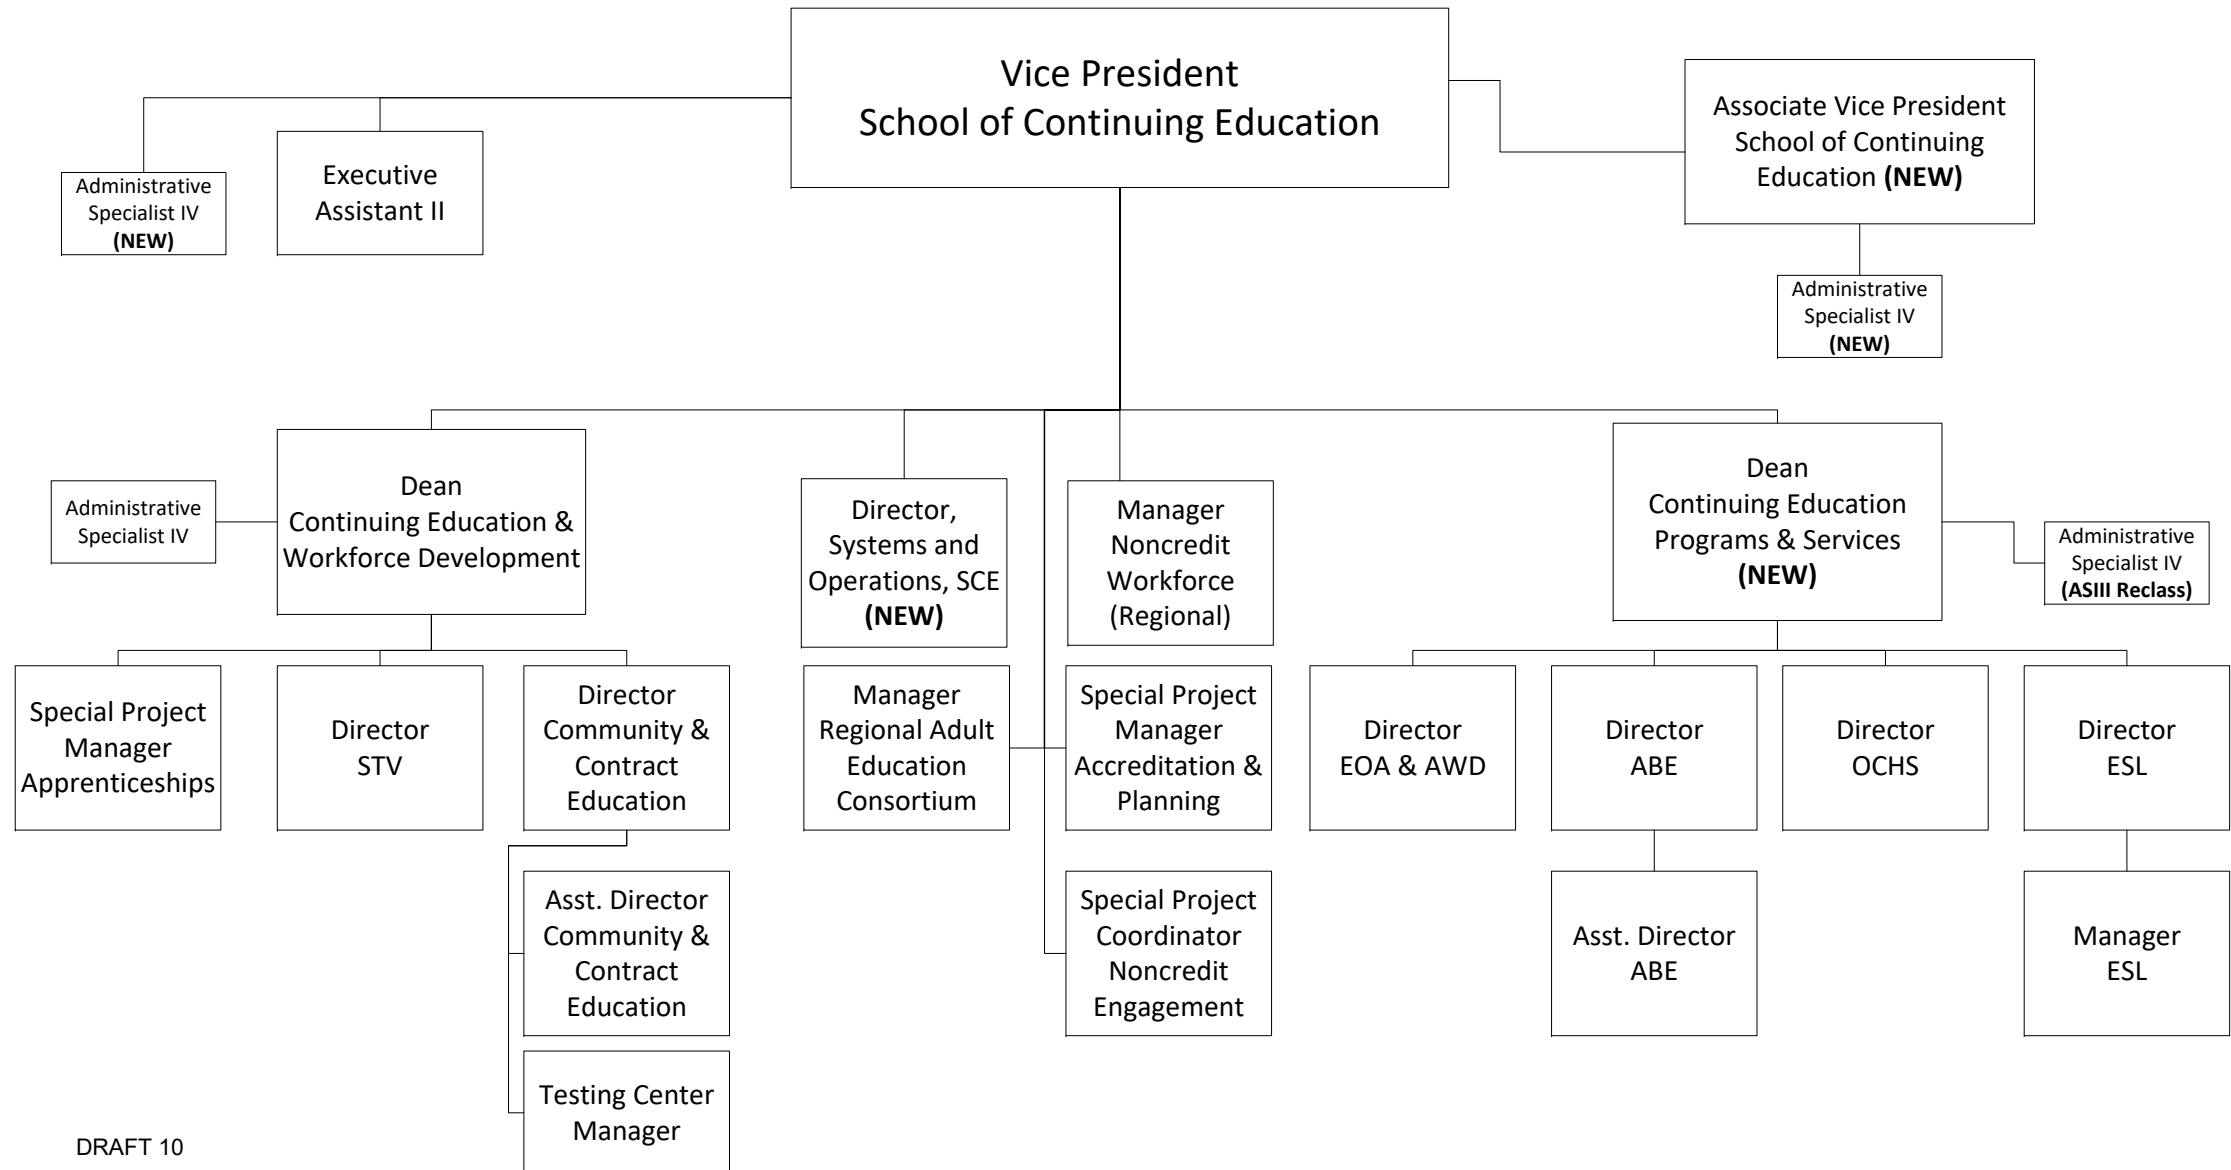 Vice President
School of Continuing Education
Associate Vice President
School of Continuing
Education (NEW)
Administrative
Specialist IV
(NEW)
Executive
Assistant II
Administrative
Specialist IV
(NEW)
Dean
Continuing Education &
Workforce Development
Administrative
Specialist IV
Director,
Systems and
Operations, SCE
(NEW)
Manager
Noncredit
Workforce
(Regional)
Dean
Continuing Education
Programs & Services
(NEW)
Administrative
Specialist IV
(ASIII Reclass)
Special Project
Manager
Apprenticeships
Director
STV
Director
Community &
Contract
Education
Manager
Regional Adult
Education
Consortium
Special Project
Manager
Accreditation &
Planning
Director
EOA & AWD
Director
ABE
Director
OCHS
Director
ESL
Asst. Director
Community &
Contract
Education
Special Project
Coordinator
Noncredit
Engagement
Asst. Director
ABE
Manager
ESL
Testing Center
Manager
DRAFT 10